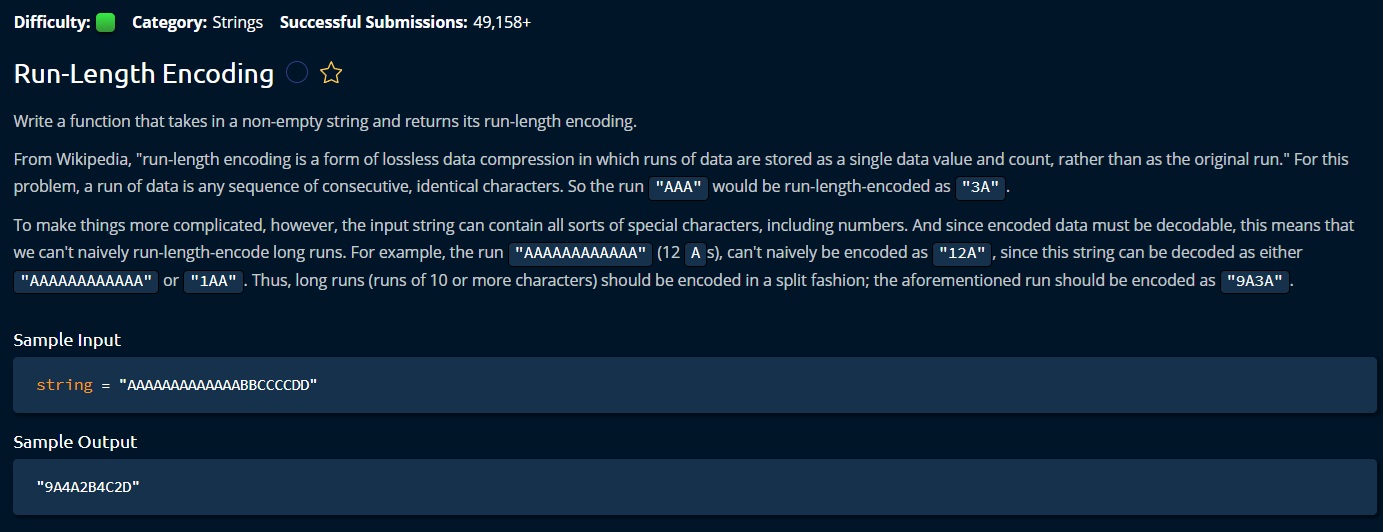 Difficulty: Category: Strings Successful Submissions: 49,158+
Run-Length Encoding
Write a function that takes in a non-empty string and returns its run-length encoding.
From Wikipedia, "run-length encoding is a form of lossless data compression in which runs of data are stored as a single data value and count, rather than as the original run." For this
problem, a run of data is any sequence of consecutive, identical characters. So the run "AAA" would be run-length-encoded as "3A".
To make things more complicated, however, the input string can contain all sorts of special characters, including numbers. And since encoded data must be decodable, this means that
we can't naively run-length-encode long runs. For example, the run "AAAAAAAAAAAA" (12 As), can't naively be encoded as "12A", since this string can be decoded as either
"AAAAAAAAAAAA" or "1AA". Thus, long runs (runs of 10 or more characters) should be encoded in a split fashion; the aforementioned run should be encoded as "9A3A".
Sample Input
string = "AAAAAAAAAAAAABBCCCCDD"
Sample Output
"9A4A2B4C2D"